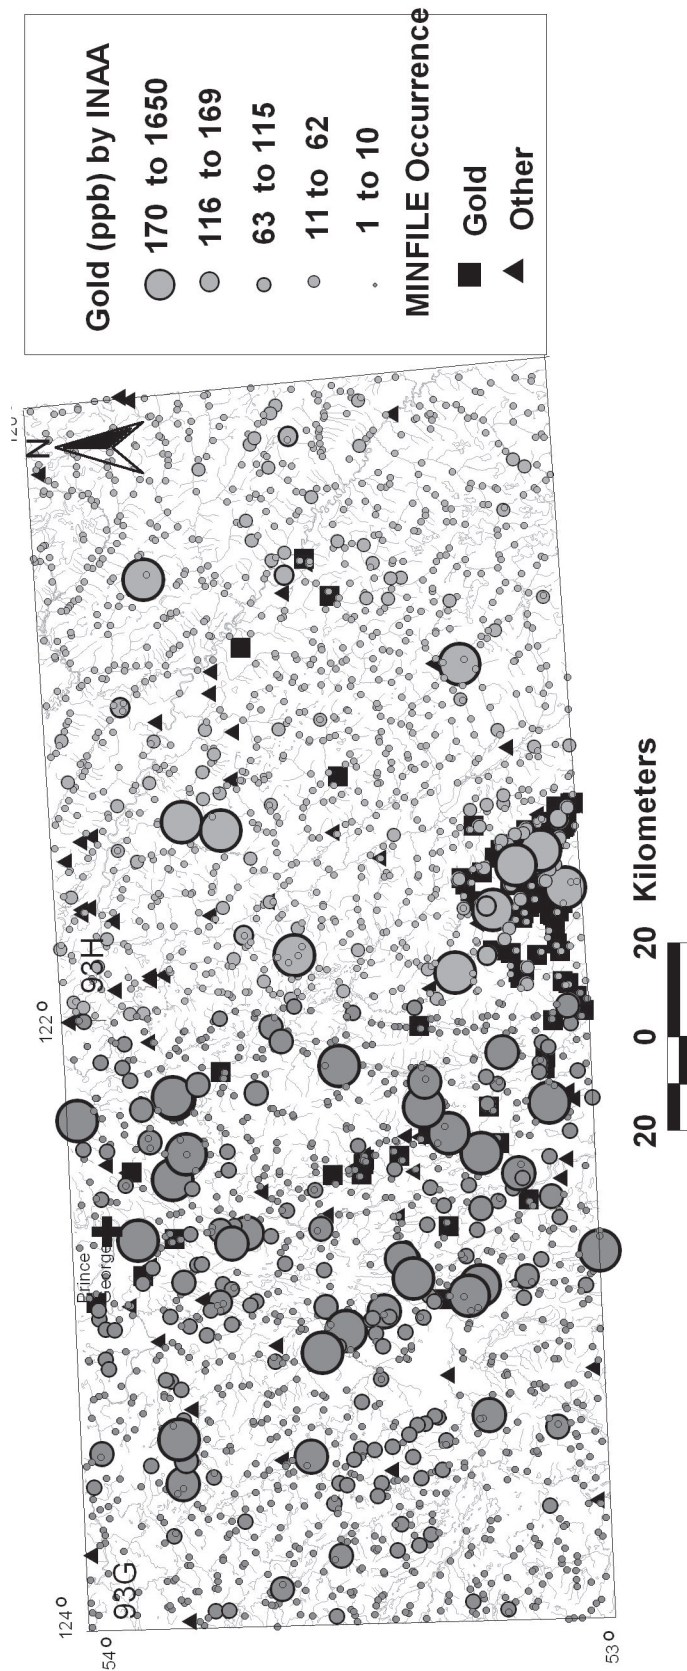 Gold (ppb) by INAA
170 to 1650
116 to 169
63 to 115
11 to 62
1 to 10
MINFILE Occurrence
Gold
Other
N
93H
122°
Prince
George
93G
124°
54°
53°
20 0 20 Kilometers